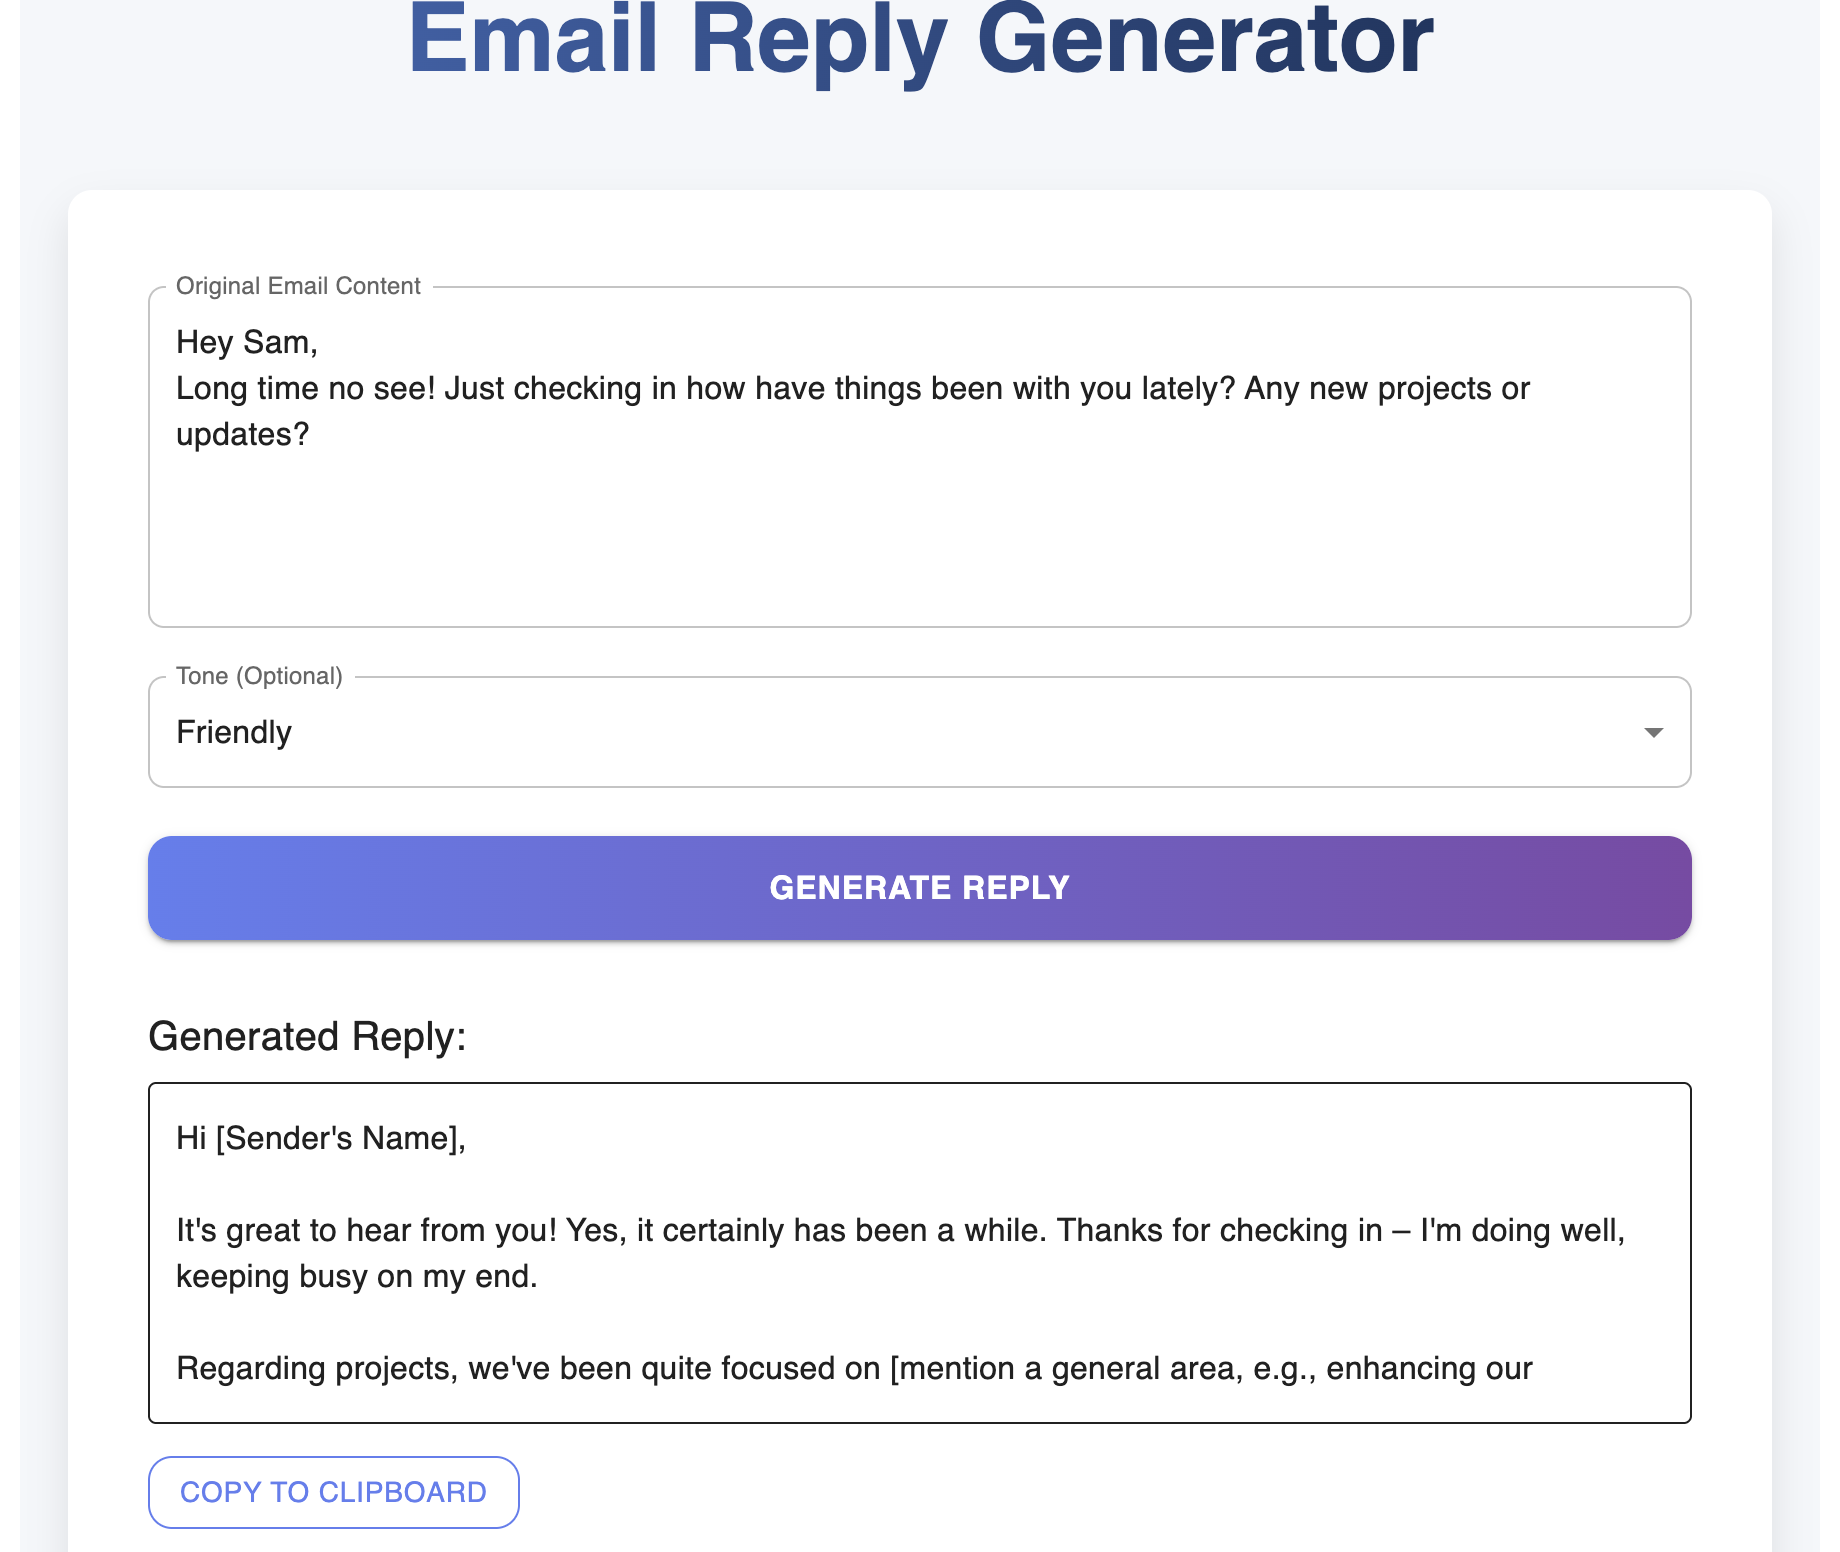 Email Reply Generator
Original Email Content
Hey Sam,
Long time no see! Just checking in how have things been with you lately? Any new projects or
updates?
Tone (Optional)
Friendly
GENERATE REPLY
Generated Reply:
Hi [Sender's Name],
It's great to hear from you! Yes, it certainly has been a while. Thanks for checking in – I'm doing well,
keeping busy on my end.
Regarding projects, we've been quite focused on [mention a general area, e.g., enhancing our
COPY TO CLIPBOARD